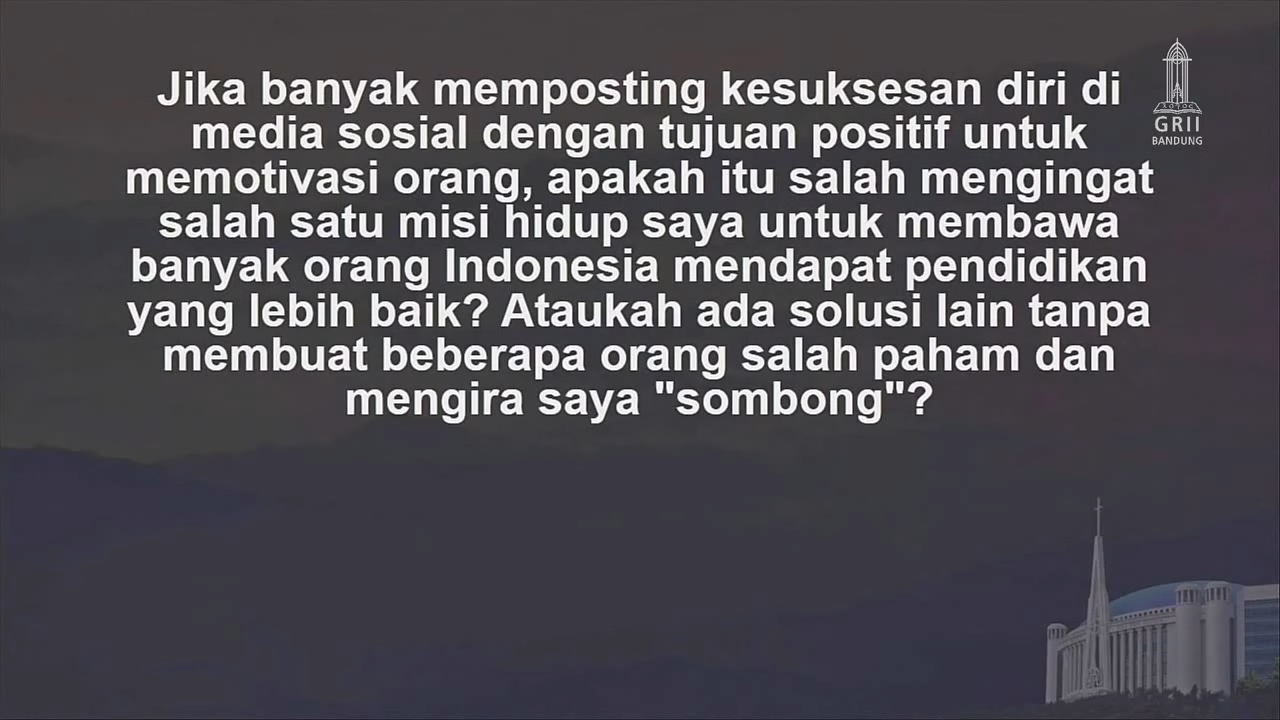 Jika banyak memposting kesuksesan diri di
media sosial dengan tujuan positif untuk
memotivasi orang, apakah itu salah mengingat
salah satu misi hidup saya untuk membawa
banyak orang Indonesia mendapat pendidikan
yang lebih baik? Ataukah ada solusi lain tanpa
membuat beberapa orang salah paham dan
mengira saya "sombong"?
GRII
BANDUNG